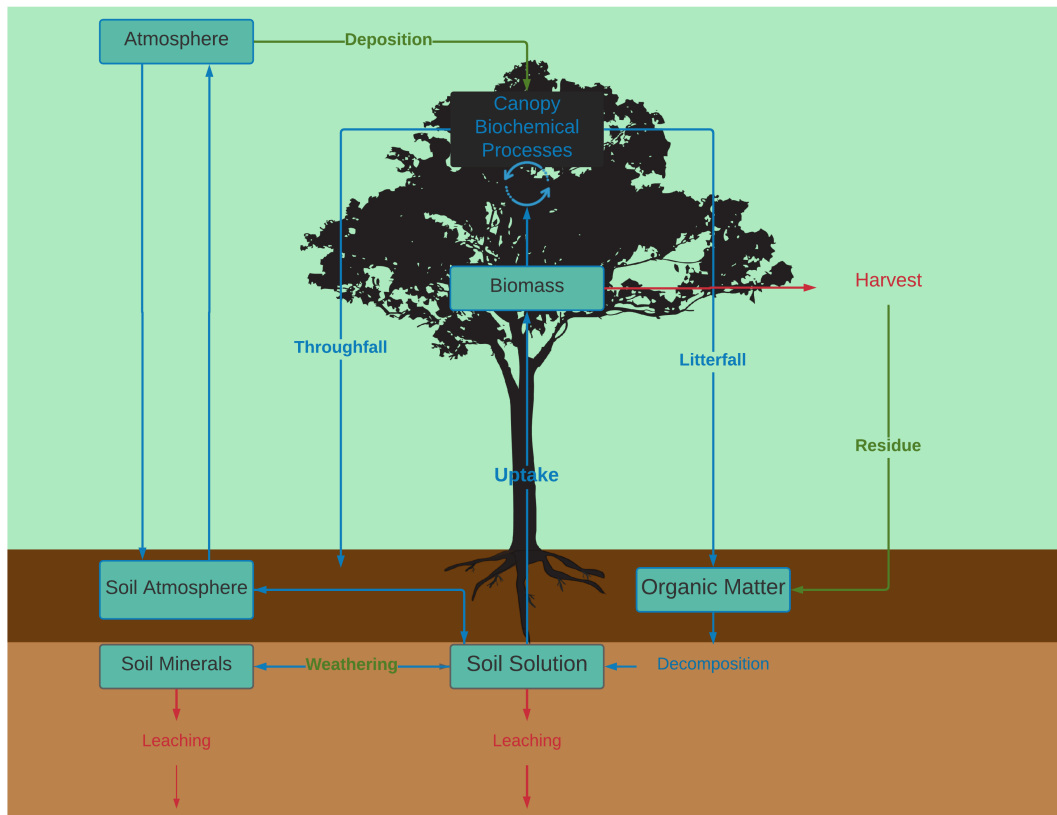 Atmosphere
Deposition
Canopy
Biochemical
Processes
Biomass
Harvest
Throughfall
Litterfall
Residue
Uptake
Soil Atmosphere
Organic Matter
Soil Minerals
Weathering
Soil Solution
Decomposition
Leaching
Leaching